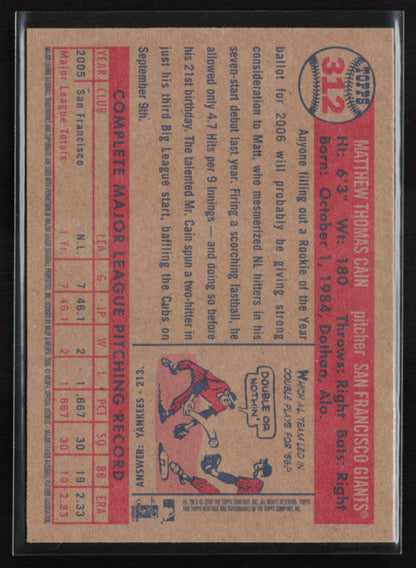 TOPPS
312
MATTHEW THOMAS CAIN pitcher SAN FRANCISCO GIANTS®
Ht: 6'3" Wt: 180 Throws: Right Bats: Right
Born: October 1, 1984, Dothan, Ala.
Anyone filling out a Rookie of the Year
ballot for 2006 will probably be giving strong
consideration to Matt, who mesmerized NL hitters in his
seven-start debut last year. Firing a scorching fastball, he
allowed only 4.7 Hits per 9 Innings — and doing so before
his 21st birthday. The talented Mr. Cain spun a two-hitter in
just his third Big League start, baffling the Cubs on
September 9th.
WHICH A.L. TEAM LED IN
DOUBLE PLAYS FOR '56?
DOUBLE OR
NOTHIN'
ANSWER: YANKEES 213.
COMPLETE MAJOR LEAGUE PITCHING RECORD
YEAR CLUB LEA G IP W L PCT SO BB ERA
2005 San Francisco N.L. 7 46.1 2 1 .667 30 19 2.33
Major League Totals 1 Yr. 7 46.1 2 1 .667 30 19 2.33